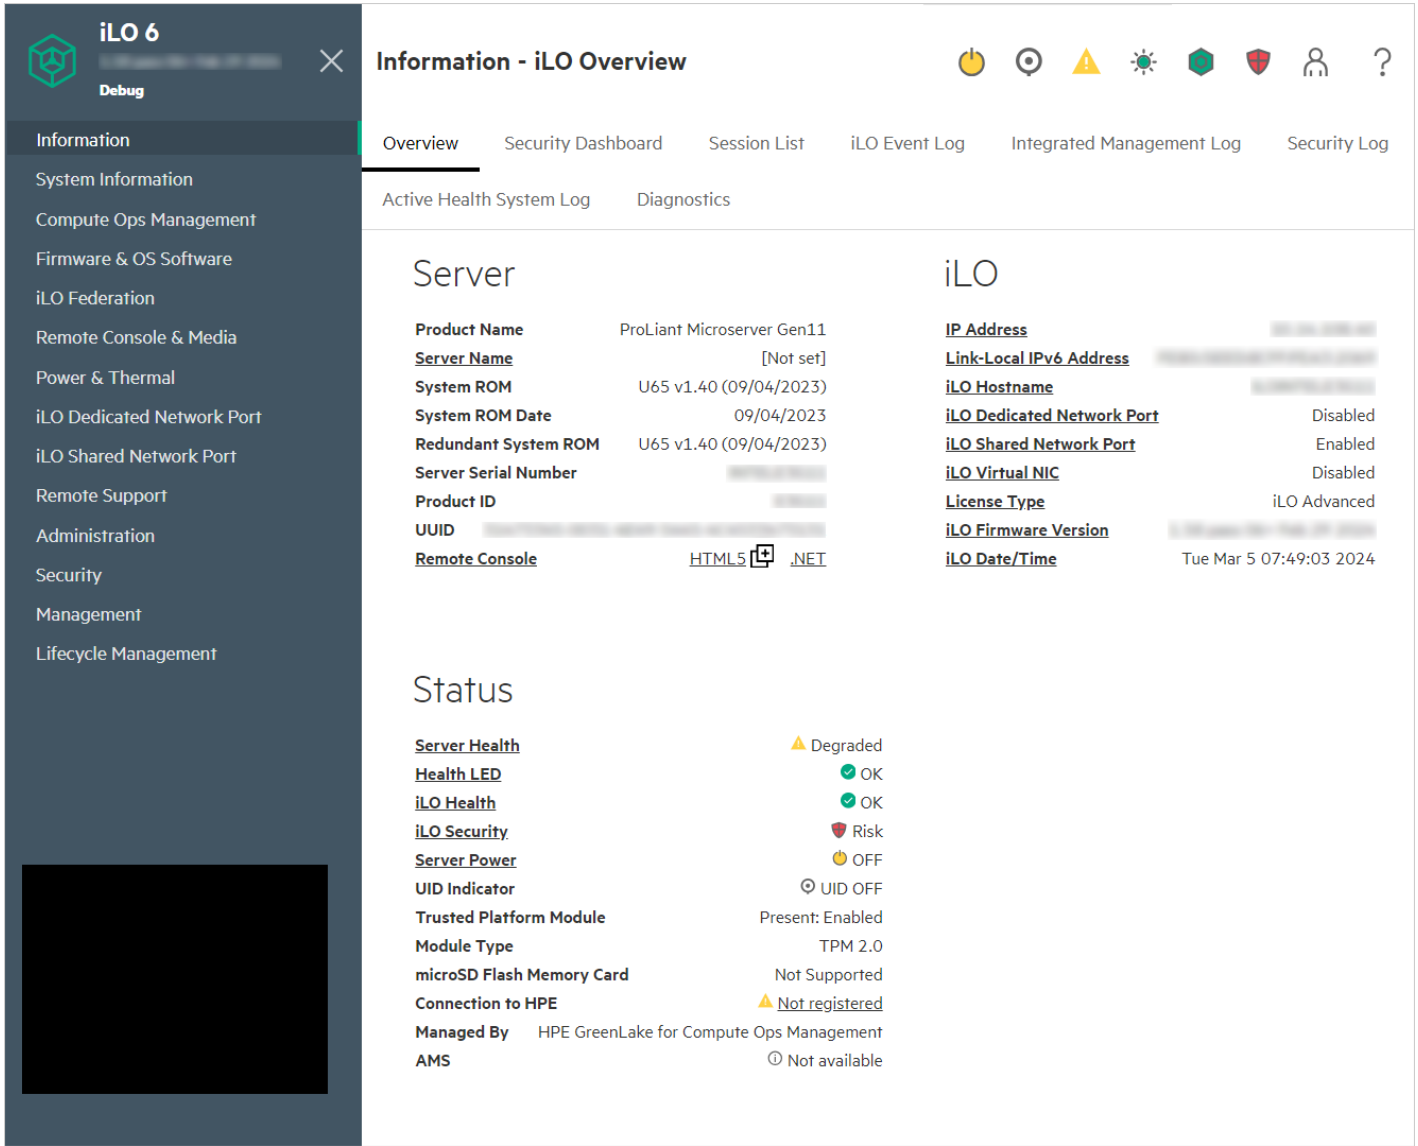 iLO 6
Debug
Information
System Information
Compute Ops Management
Firmware & OS Software
iLO Federation
Remote Console & Media
Power & Thermal
iLO Dedicated Network Port
iLO Shared Network Port
Remote Support
Administration
Security
Management
Lifecycle Management
Information - iLO Overview
?
Overview Security Dashboard Session List iLO Event Log Integrated Management Log Security Log
Active Health System Log Diagnostics
Server
Product Name ProLiant Microserver Gen11
Server Name [Not set]
System ROM U65 v1.40 (09/04/2023)
System ROM Date 09/04/2023
Redundant System ROM U65 v1.40 (09/04/2023)
Server Serial Number
Product ID
UUID
Remote Console HTML5 .NET
iLO
IP Address
Link-Local IPv6 Address
iLO Hostname
iLO Dedicated Network Port Disabled
iLO Shared Network Port Enabled
iLO Virtual NIC Disabled
License Type iLO Advanced
iLO Firmware Version
iLO Date/Time Tue Mar 5 07:49:03 2024
Status
Server Health Degraded
Health LED OK
iLO Health OK
iLO Security Risk
Server Power OFF
UID Indicator UID OFF
Trusted Platform Module Present: Enabled
Module Type TPM 2.0
microSD Flash Memory Card Not Supported
Connection to HPE Not registered
Managed By HPE GreenLake for Compute Ops Management
AMS Not available